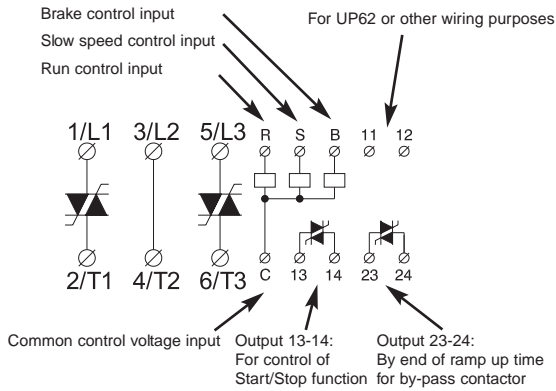 Brake control input
For UP62 or other wiring purposes
Slow speed control input
Run control input
1/L1 3/L2 5/L3 R S B 11 12
2/T1 4/T2 6/T3 C 13 14 23 24
Common control voltage input
Output 13-14:
For control of
Start/Stop function
Output 23-24:
By end of ramp up time
for by-pass contactor